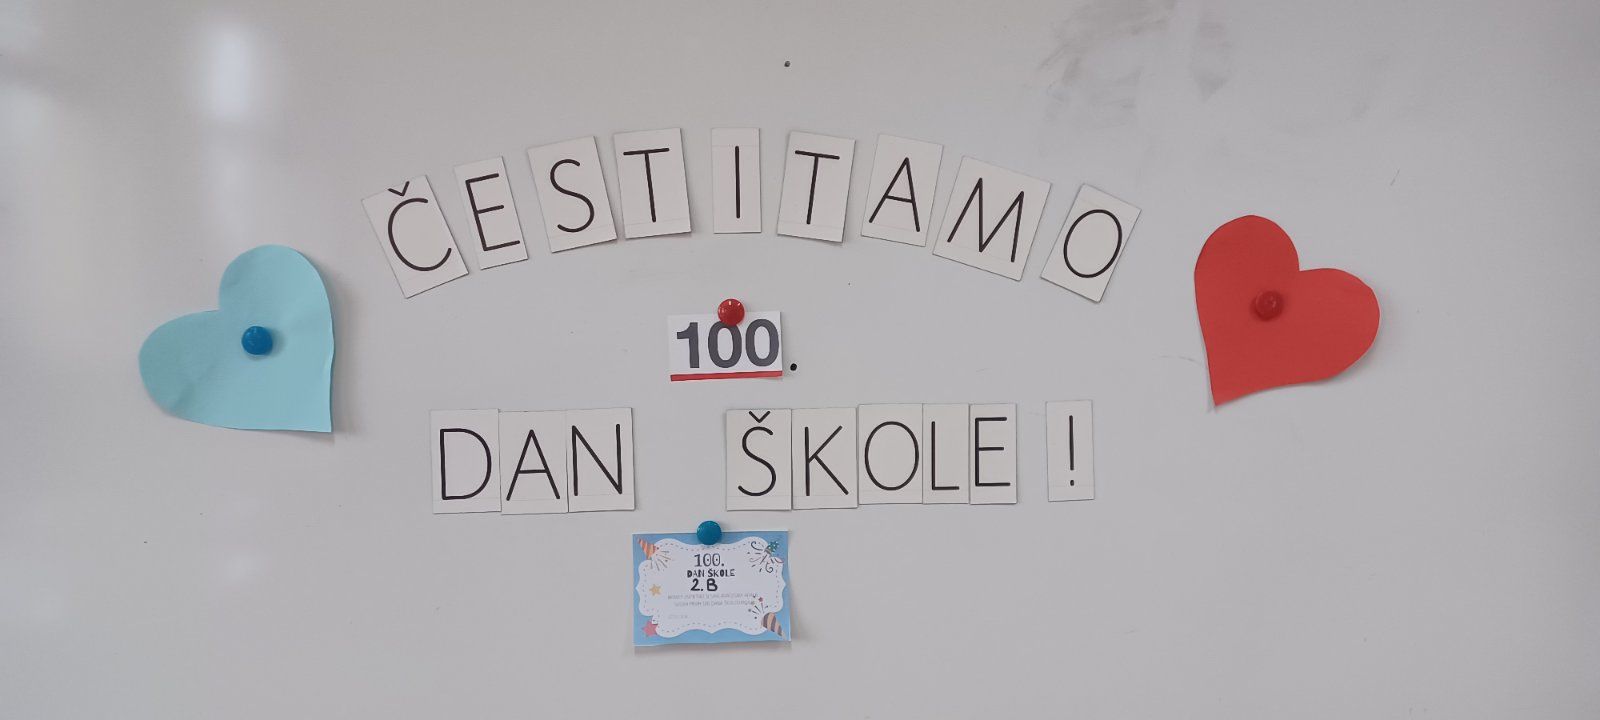 ČESTITAMO
100.
DAN ŠKOLE !
100.
DAN ŠKOLE
2. B